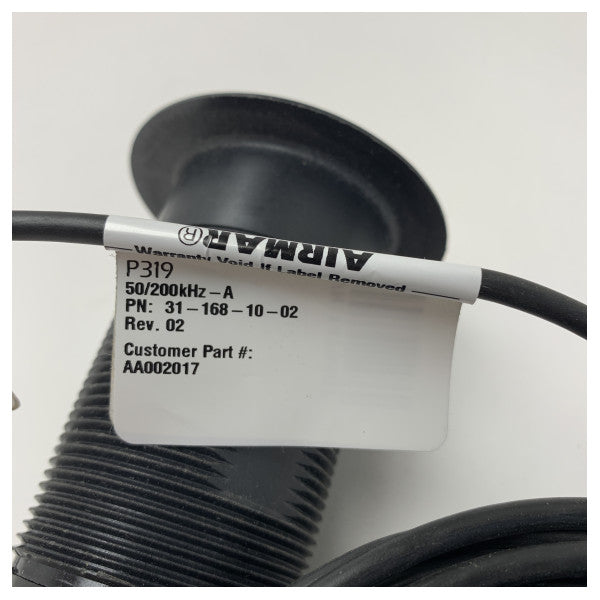 AIRMAR®
Warranty Void If Label Removed
P319
50/200kHz-A
PN: 31-168-10-02
Rev. 02
Customer Part #:
AA002017